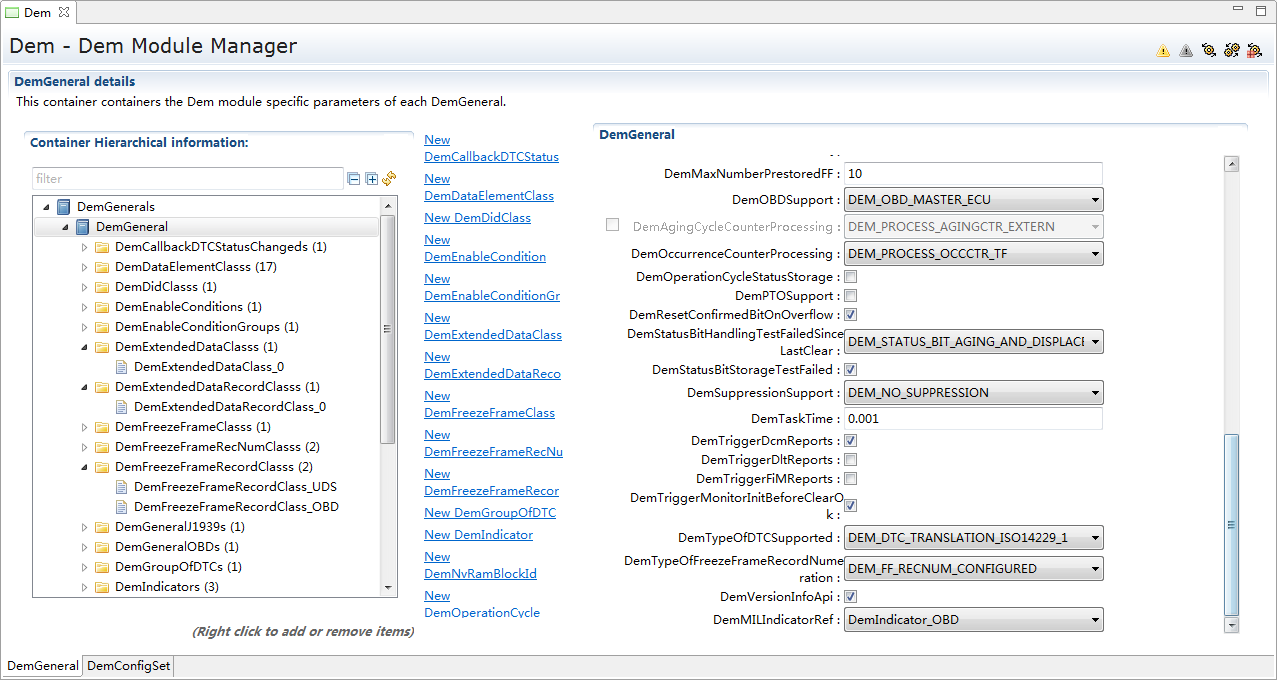 Dem
Dem - Dem Module Manager
DemGeneral details
This container containers the Dem module specific parameters of each DemGeneral.
Container Hierarchical information:
filter
DemGenerals
DemGeneral
DemCallbackDTCStatusChangeds (1)
DemDataElementClasss (17)
DemDidClasss (1)
DemEnableConditions (1)
DemEnableConditionGroups (1)
DemExtendedDataClasss (1)
DemExtendedDataClass_0
DemExtendedDataRecordClasss (1)
DemExtendedDataRecordClass_0
DemFreezeFrameClasss (1)
DemFreezeFrameRecNumClasss (2)
DemFreezeFrameRecordClasss (2)
DemFreezeFrameRecordClass_UDS
DemFreezeFrameRecordClass_OBD
DemGeneralJ1939s (1)
DemGeneralOBDs (1)
DemGroupOfDTCs (1)
DemIndicators (3)
(Right click to add or remove items)
New
DemCallbackDTCStatus
New
DemDataElementClass
New DemDidClass
New
DemEnableCondition
New
DemEnableConditionGr
New
DemExtendedDataClass
New
DemExtendedDataReco
New
DemFreezeFrameClass
New
DemFreezeFrameRecNu
New
DemFreezeFrameRecor
New DemGroupOfDTC
New DemIndicator
New
DemNvRamBlockId
New
DemOperationCycle
DemGeneral
DemMaxNumberPrestoredFF : 10
DemOBDSupport : DEM_OBD_MASTER_ECU
DemAgingCycleCounterProcessing : DEM_PROCESS_AGINGCTR_EXTERN
DemOccurrenceCounterProcessing : DEM_PROCESS_OCCCTR_TF
DemOperationCycleStatusStorage :
DemPTOSupport :
DemResetConfirmedBitOnOverflow :
DemStatusBitHandlingTestFailedSince
LastClear : DEM_STATUS_BIT_AGING_AND_DISPLACE
DemStatusBitStorageTestFailed :
DemSuppressionSupport : DEM_NO_SUPPRESSION
DemTaskTime : 0.001
DemTriggerDcmReports :
DemTriggerDltReports :
DemTriggerFiMReports :
DemTriggerMonitorInitBeforeClearO
k :
DemTypeOfDTCSupported : DEM_DTC_TRANSLATION_ISO14229_1
DemTypeOfFreezeFrameRecordNume
ration : DEM_FF_RECNUM_CONFIGURED
DemVersionInfoApi :
DemMILIndicatorRef : DemIndicator_OBD
DemGeneral DemConfigSet